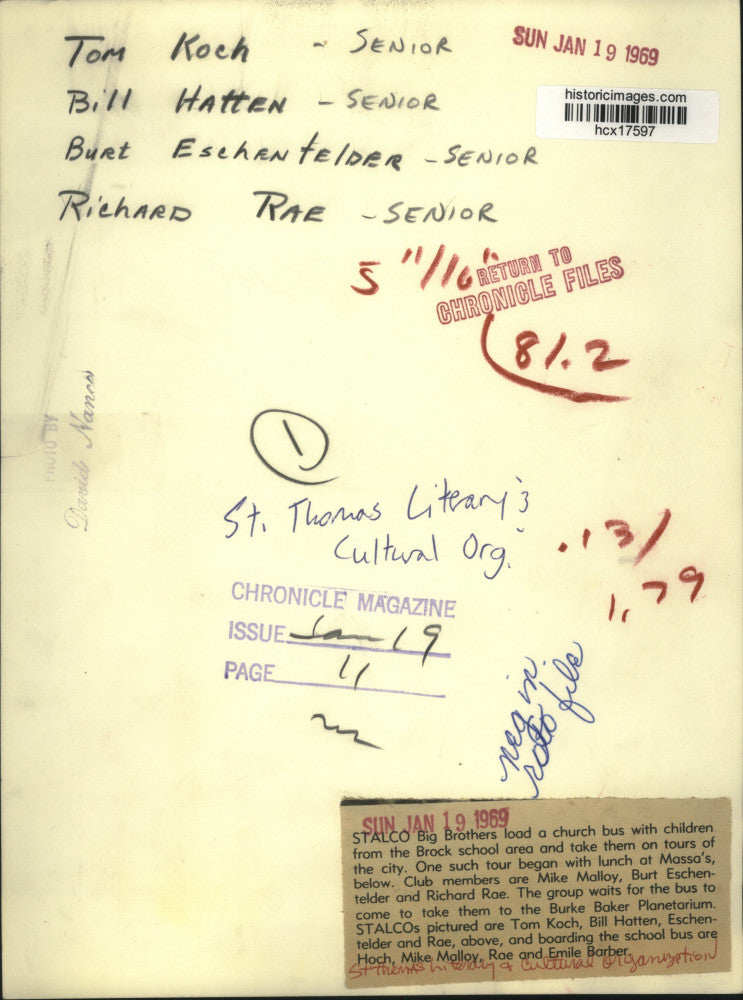 Tom Koch - SENIOR
SUN JAN 19 1969
historicimages.com
hcx17597
Bill HATTEN - SENIOR
Burt EschenTelDER - SENIOR
RichARD RAE - SENIOR
5 "/16"
RETURN TO
CHRONICLE FILES
81.2
PHOTO BY
David Nance
1
St. Thomas Literary &
Cultural Org.
.13/
1.79
CHRONICLE MAGAZINE
ISSUE Jan 19
PAGE 11
neg in
roto file
SUN JAN 19 1969
STALCO Big Brothers load a church bus with children
from the Brock school area and take them on tours of
the city. One such tour began with lunch at Massa's,
below. Club members are Mike Malloy, Burt Eschen-
telder and Richard Rae. The group waits for the bus to
come to take them to the Burke Baker Planetarium.
STALCOs pictured are Tom Koch, Bill Hatten, Eschen-
telder and Rae, above, and boarding the school bus are
Hoch, Mike Malloy, Rae and Emile Barber.
St thomas Literary & cultural Organization